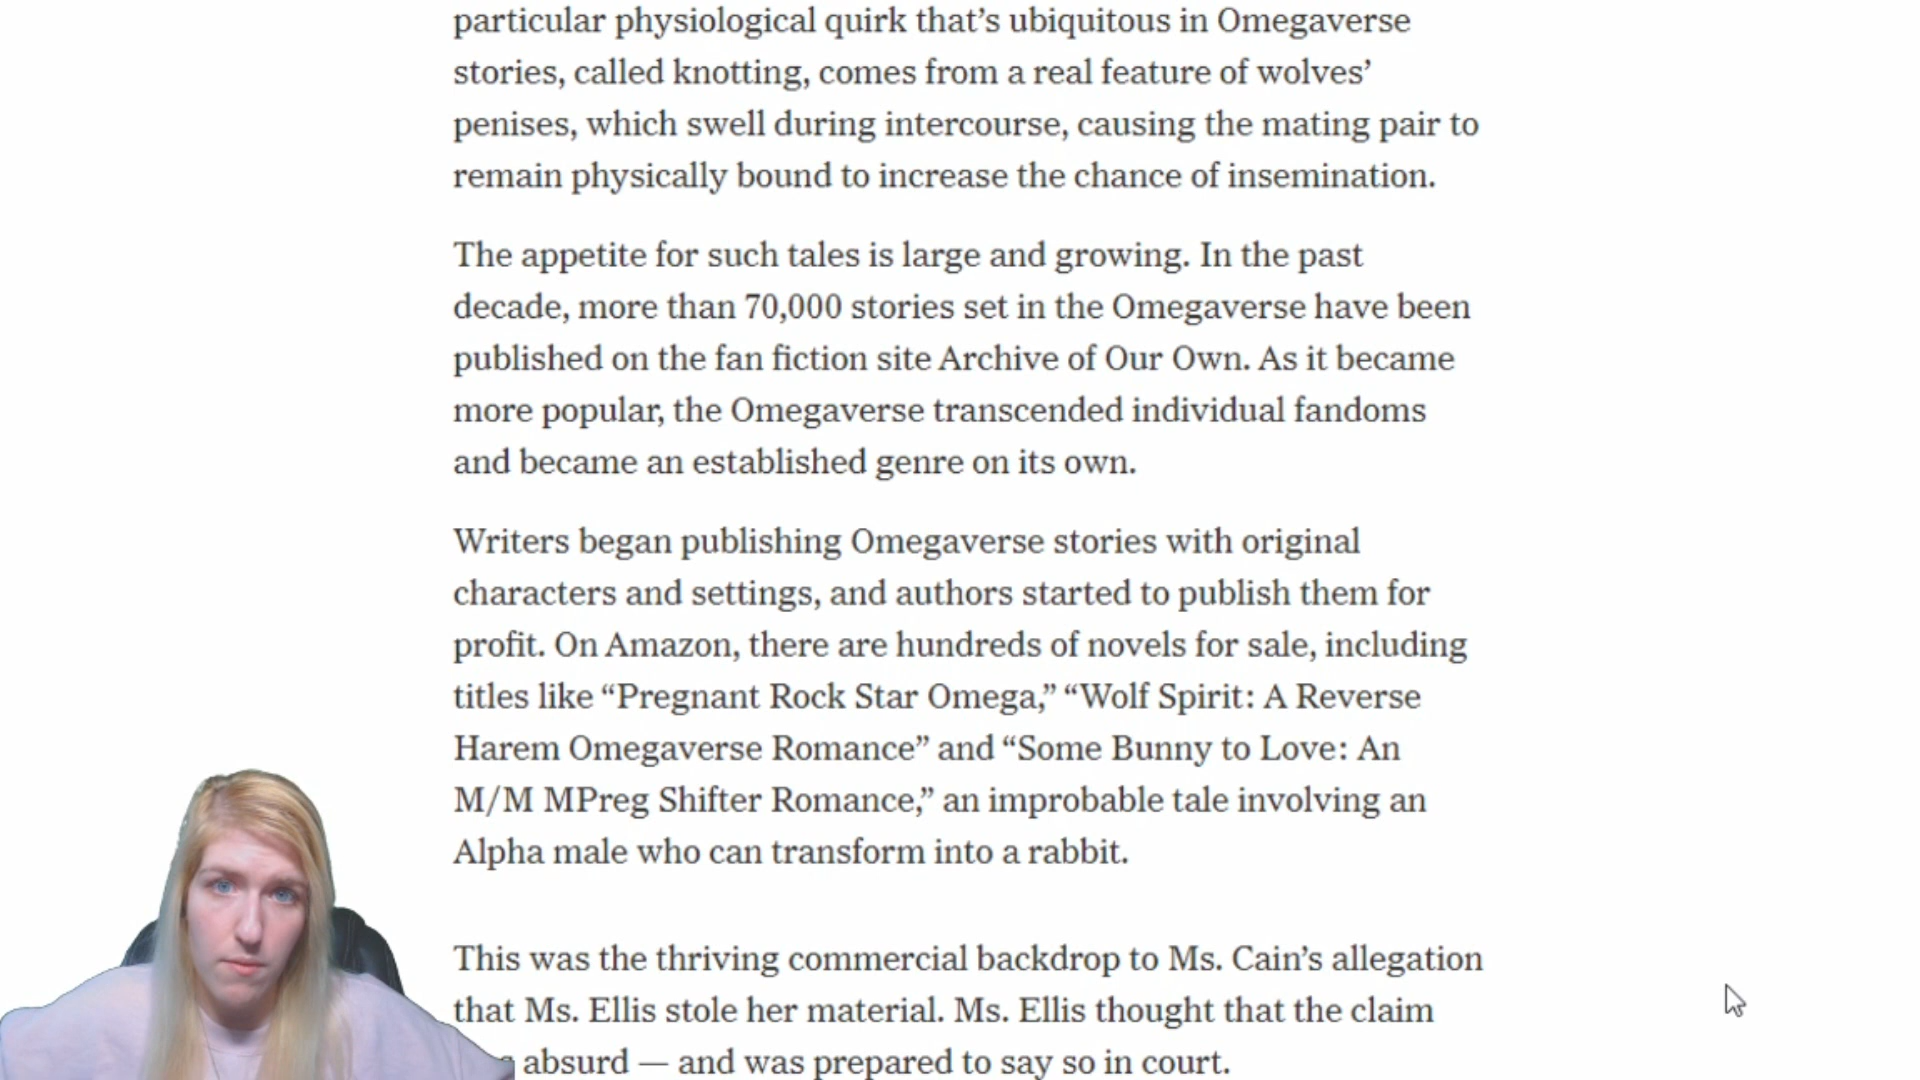 particular physiological quirk that’s ubiquitous in Omegaverse
stories, called knotting, comes from a real feature of wolves’
penises, which swell during intercourse, causing the mating pair to
remain physically bound to increase the chance of insemination.
The appetite for such tales is large and growing. In the past
decade, more than 70,000 stories set in the Omegaverse have been
published on the fan fiction site Archive of Our Own. As it became
more popular, the Omegaverse transcended individual fandoms
and became an established genre on its own.
Writers began publishing Omegaverse stories with original
characters and settings, and authors started to publish them for
profit. On Amazon, there are hundreds of novels for sale, including
titles like “Pregnant Rock Star Omega,” “Wolf Spirit: A Reverse
Harem Omegaverse Romance” and “Some Bunny to Love: An
M/M MPreg Shifter Romance,” an improbable tale involving an
Alpha male who can transform into a rabbit.
This was the thriving commercial backdrop to Ms. Cain’s allegation
that Ms. Ellis stole her material. Ms. Ellis thought that the claim
absurd — and was prepared to say so in court.